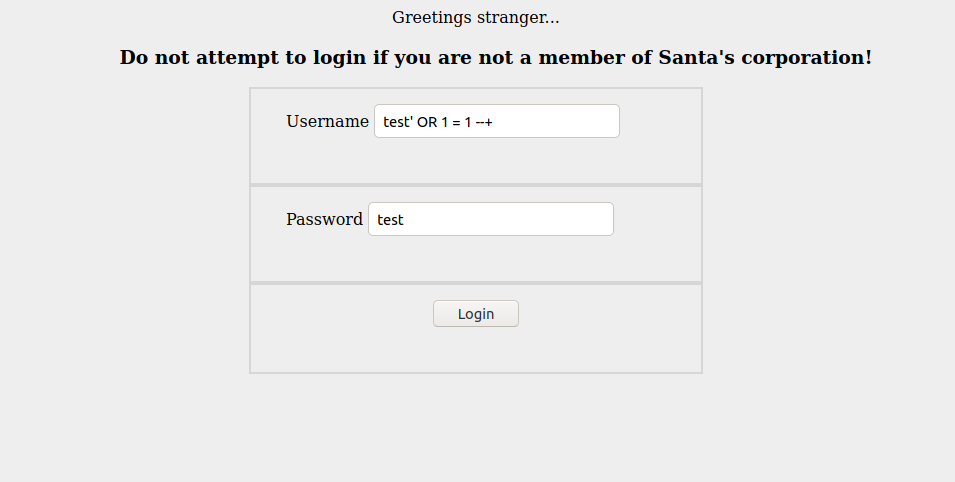 Greetings stranger...
Do not attempt to login if you are not a member of Santa's corporation!
Username test' OR 1 = 1 --+
Password test
Login